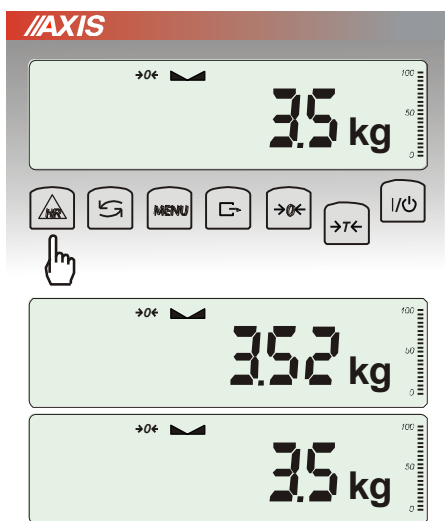 //AXIS
→0← 100
50
3.5 kg
0
HR MENU →0← →T← I/⏻
→0← 100
50
3.52 kg
0
→0← 100
50
3.5 kg
0